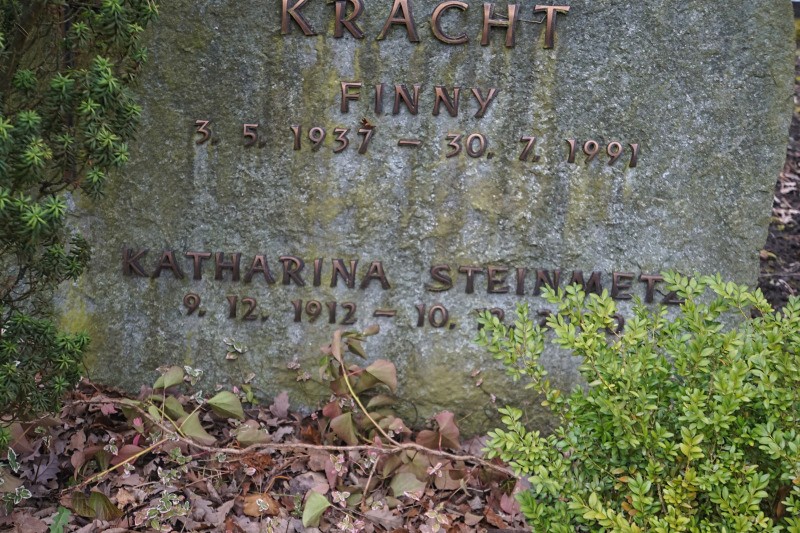 KRACHT
FINNY
3. 5. 1937 – 30. 7. 1991
KATHARINA STEINMETZ
9. 12. 1912 – 10.